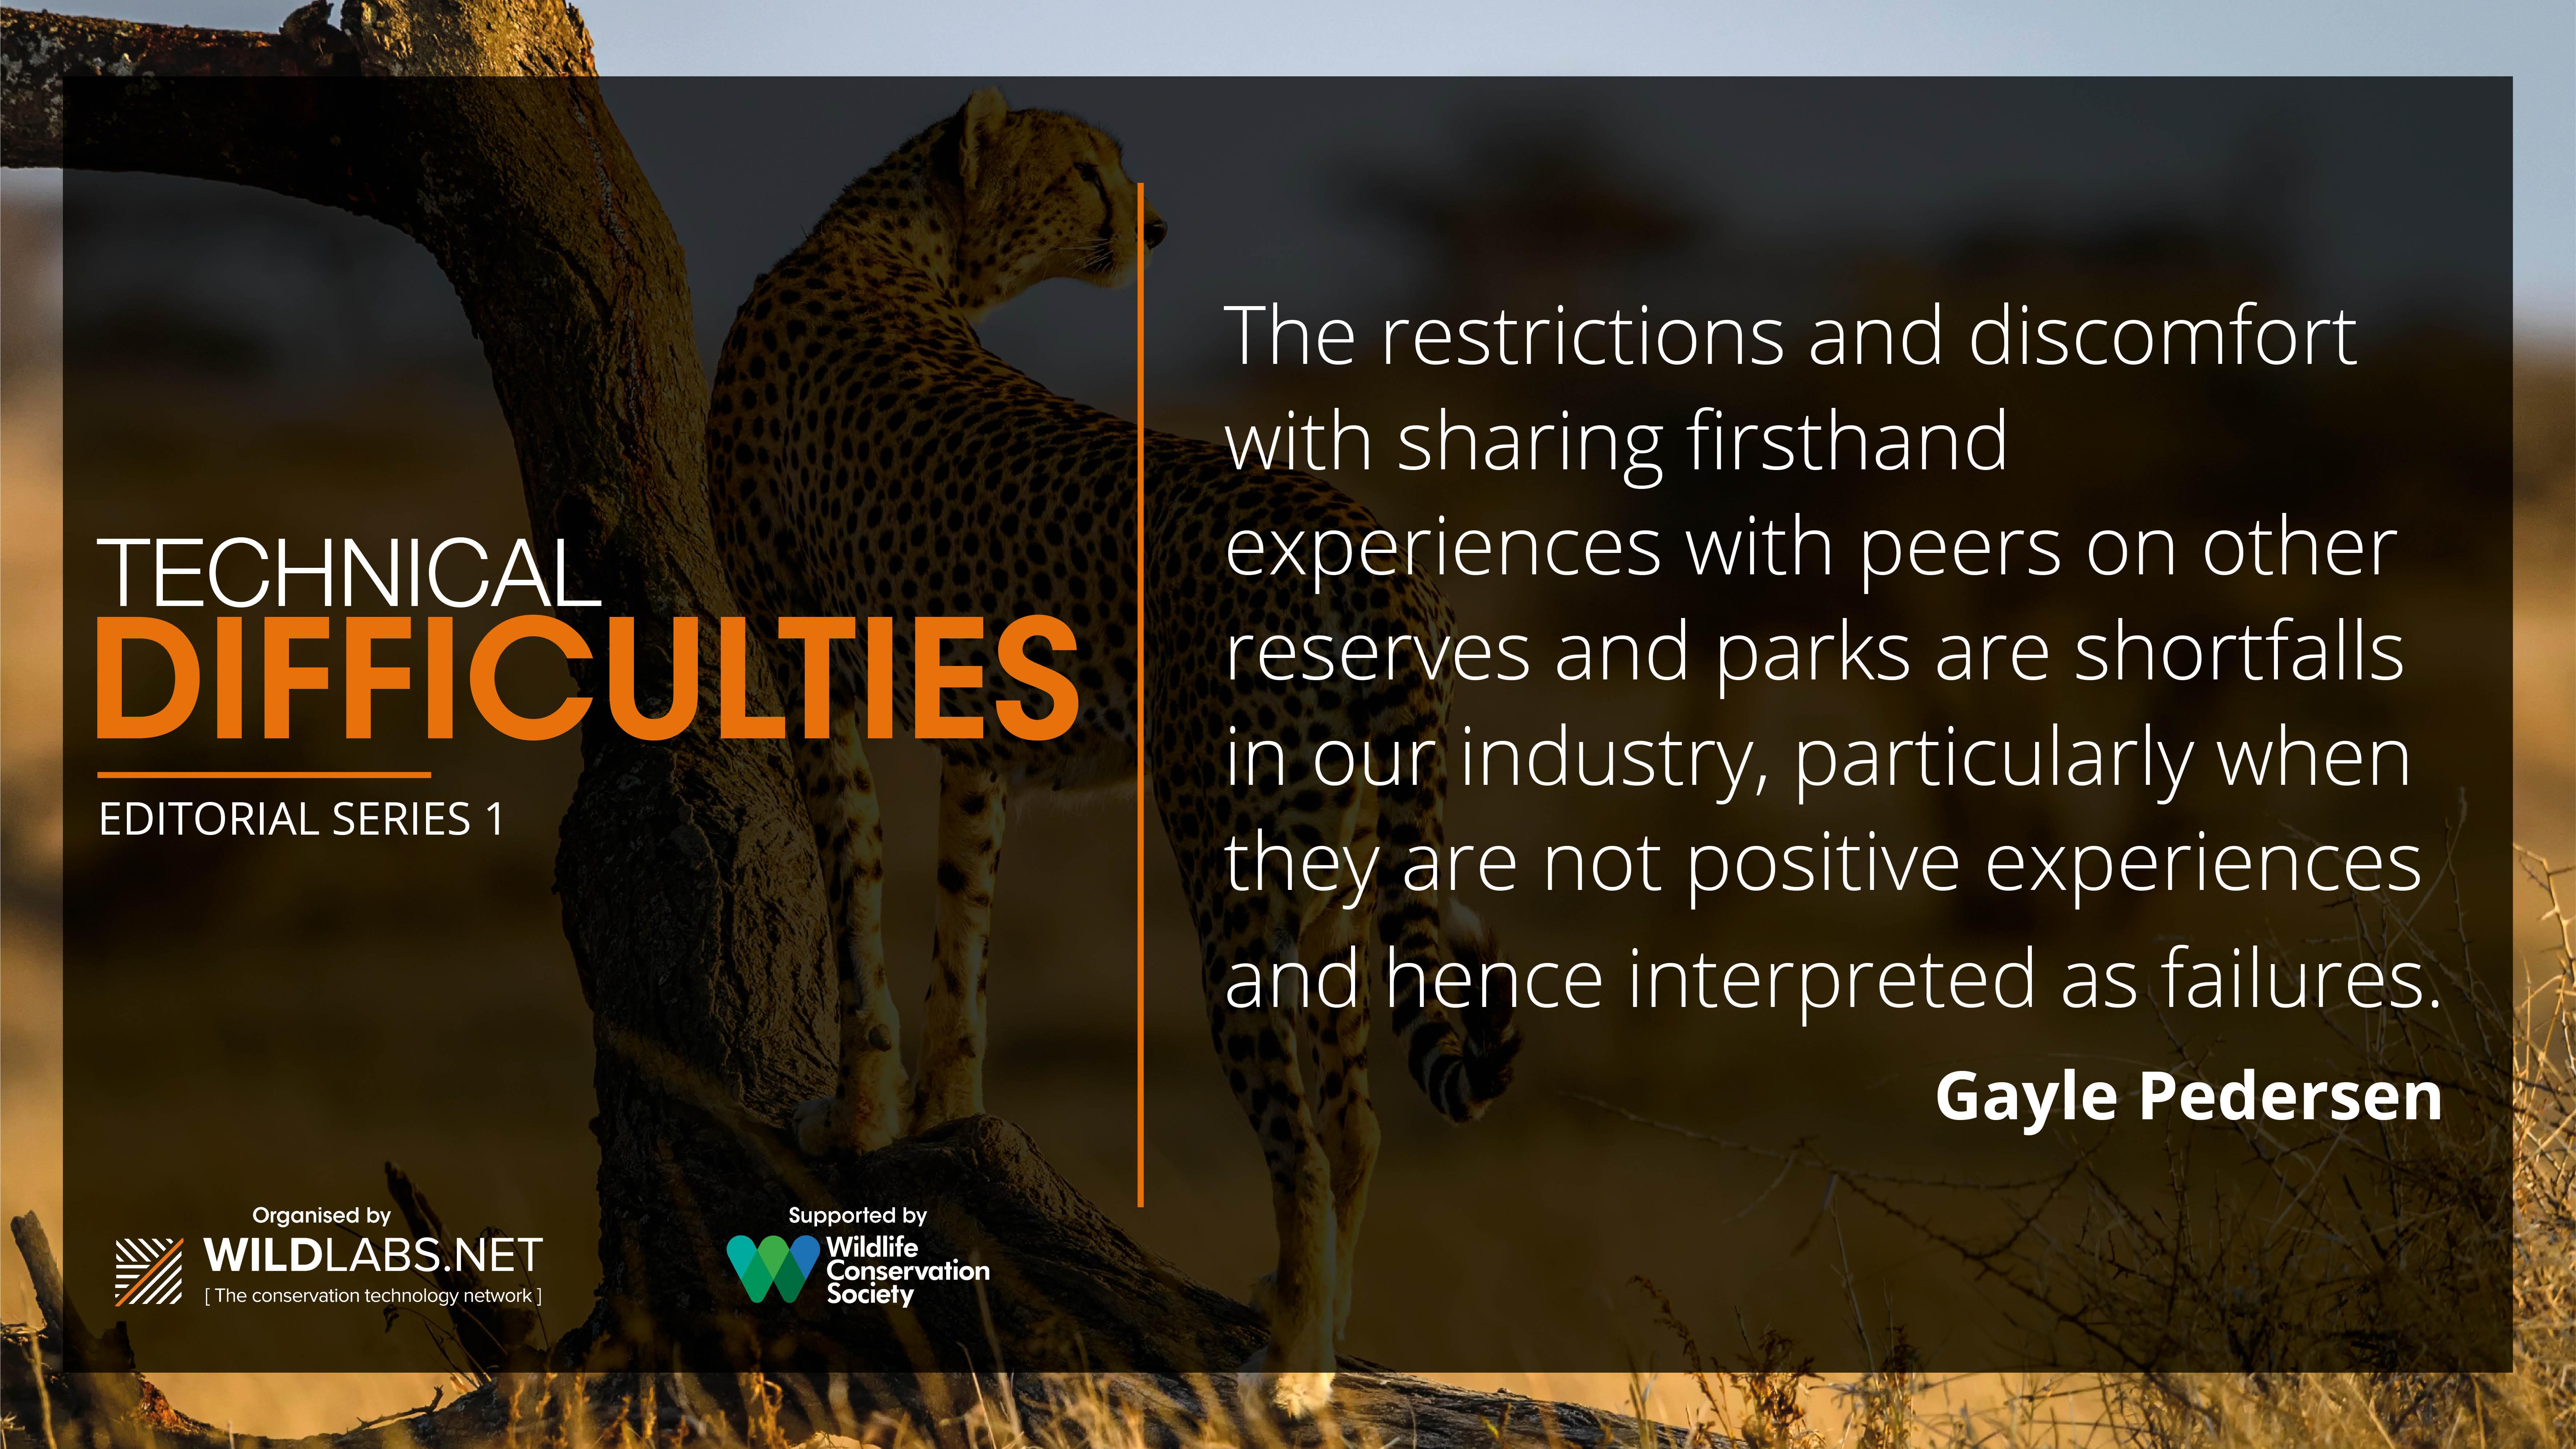 TECHNICAL
DIFFICULTIES
EDITORIAL SERIES 1
The restrictions and discomfort
with sharing firsthand
experiences with peers on other
reserves and parks are shortfalls
in our industry, particularly when
they are not positive experiences
and hence interpreted as failures.
Gayle Pedersen
Organised by
WILDLABS.NET
[ The conservation technology network ]
Supported by
Wildlife
Conservation
Society